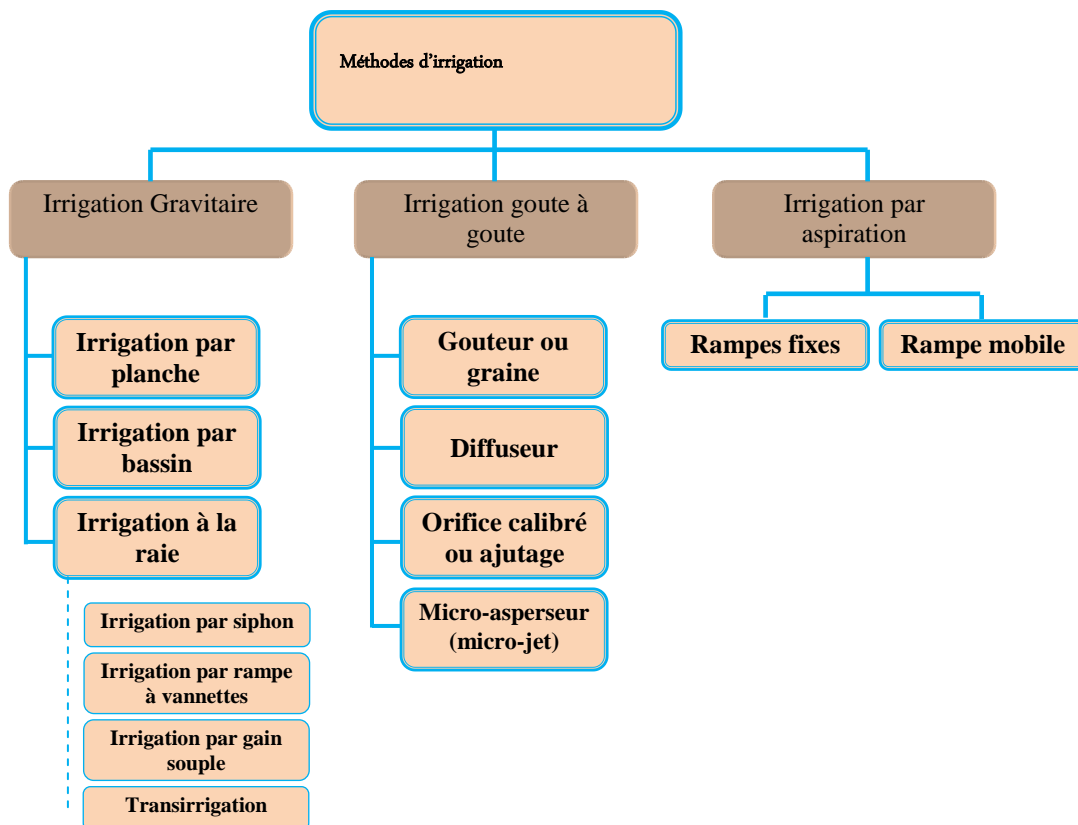 Méthodes d'irrigation
Irrigation Gravitaire
Irrigation goute à
goute
Irrigation par
aspiration
Irrigation par
planche
Irrigation par
bassin
Irrigation à la
raie
Irrigation par siphon
Irrigation par rampe
à vannettes
Irrigation par gain
souple
Transirrigation
Gouteur ou
graine
Diffuseur
Orifice calibré
ou ajutage
Micro-asperseur
(micro-jet)
Rampes fixes
Rampe mobile